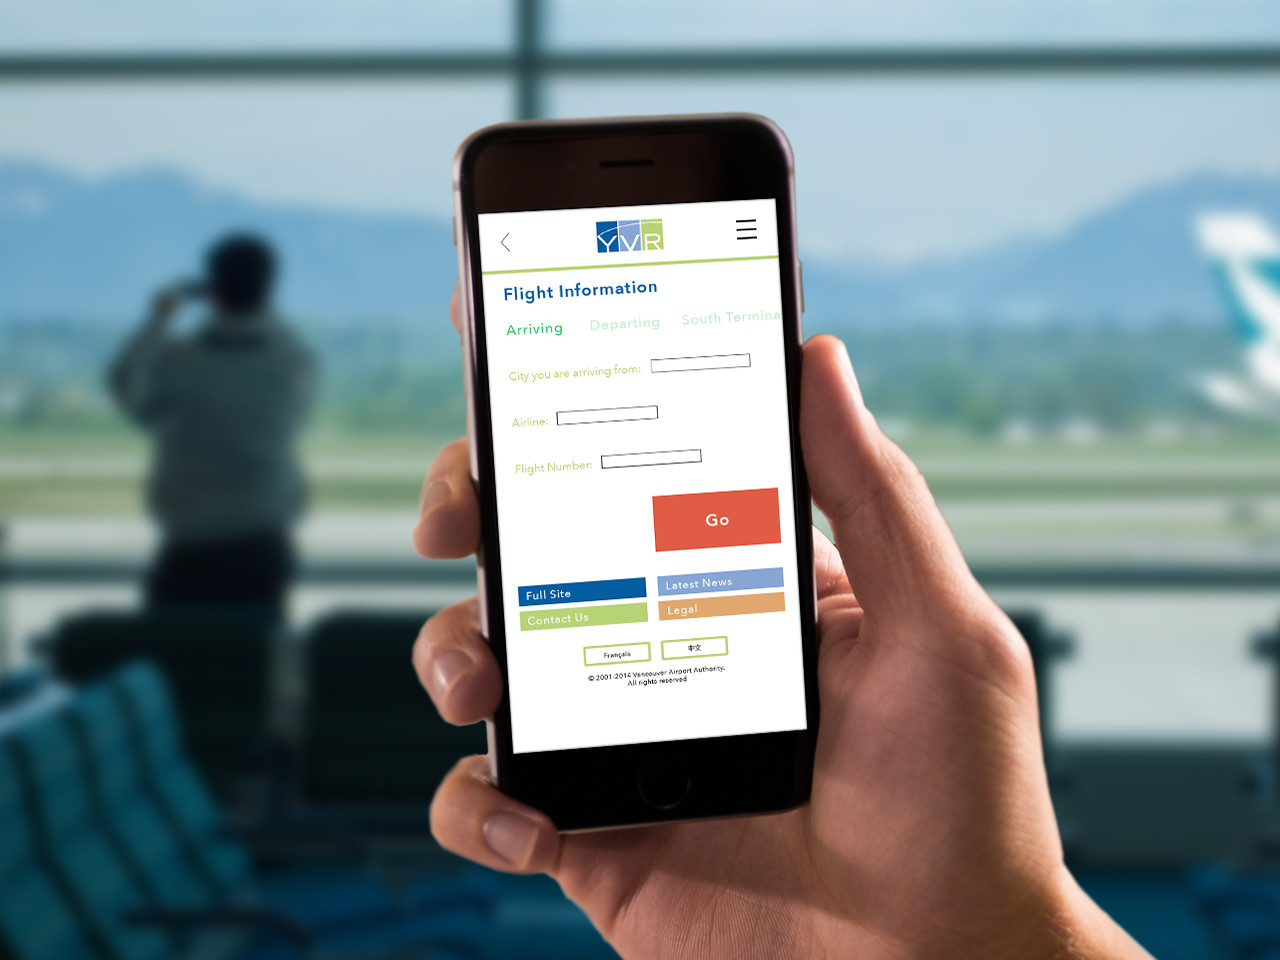 YVR
Flight Information
Arriving Departing South Termina
City you are arriving from:
Airline:
Flight Number:
Go
Full Site Latest News
Contact Us Legal
Français 中文
© 2001-2014 Vancouver Airport Authority.
All rights reserved